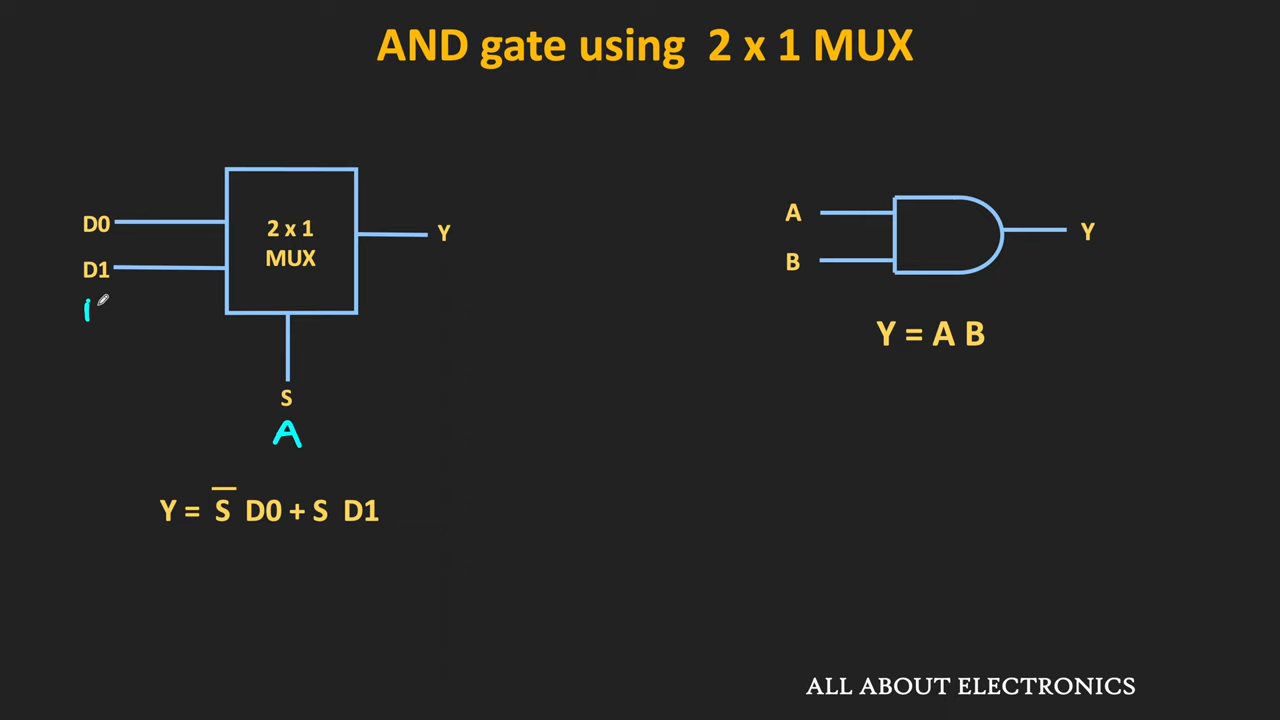 AND gate using 2 x 1 MUX
D0
D1
2 x 1
MUX
Y
S
A
Y = S̅ D0 + S D1
A
B
Y
Y = A B
ALL ABOUT ELECTRONICS